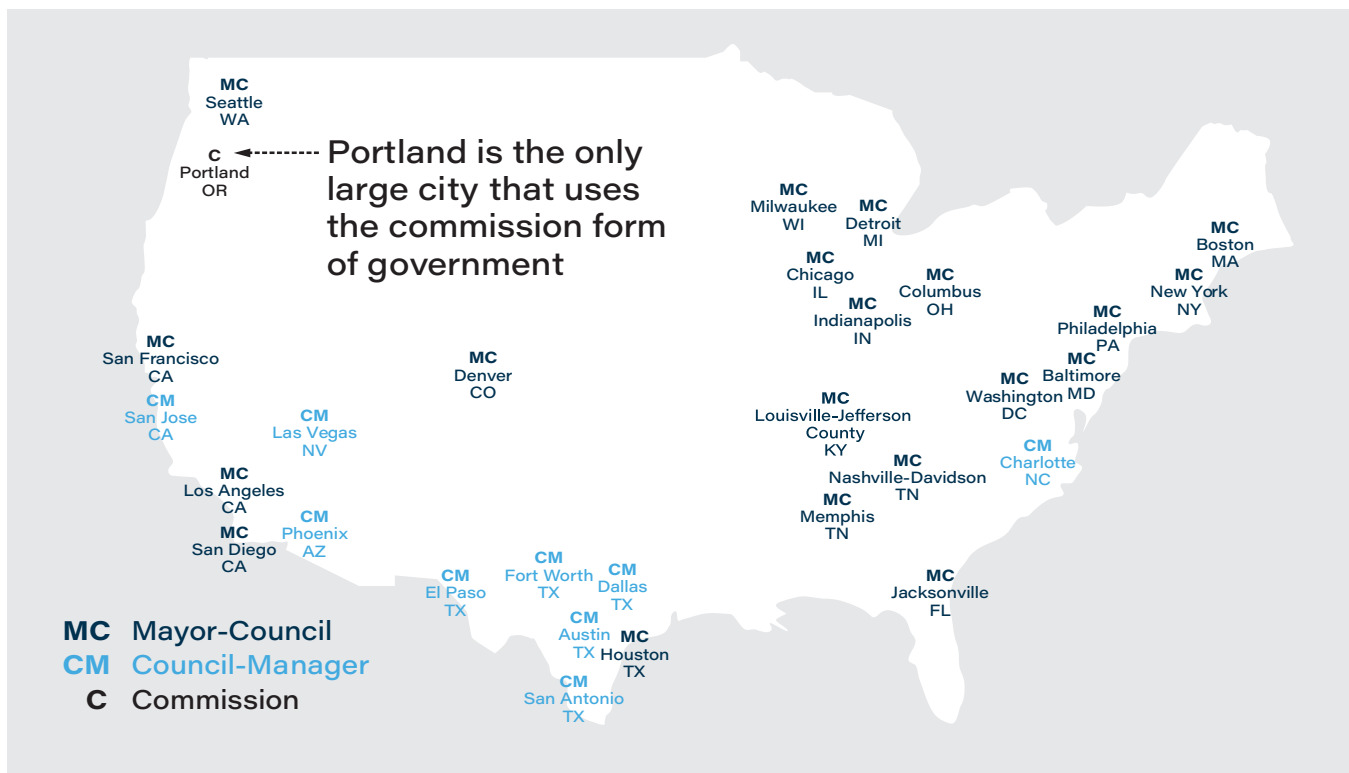 MC
Seattle
WA
C
Portland
OR
Portland is the only
large city that uses
the commission form
of government
MC
Milwaukee
WI
MC
Detroit
MI
MC
Chicago
IL
MC
Indianapolis
IN
MC
Columbus
OH
MC
Boston
MA
MC
New York
NY
MC
Philadelphia
PA
MC
Baltimore
MD
MC
Washington
DC
MC
San Francisco
CA
CM
San Jose
CA
CM
Las Vegas
NV
MC
Denver
CO
MC
Louisville-Jefferson
County
KY
MC
Nashville-Davidson
TN
MC
Memphis
TN
CM
Charlotte
NC
MC
Los Angeles
CA
MC
San Diego
CA
CM
Phoenix
AZ
CM
El Paso
TX
CM
Fort Worth
TX
CM
Dallas
TX
CM
Austin
TX
MC
Houston
TX
CM
San Antonio
TX
MC
Jacksonville
FL
MC Mayor-Council
CM Council-Manager
C Commission